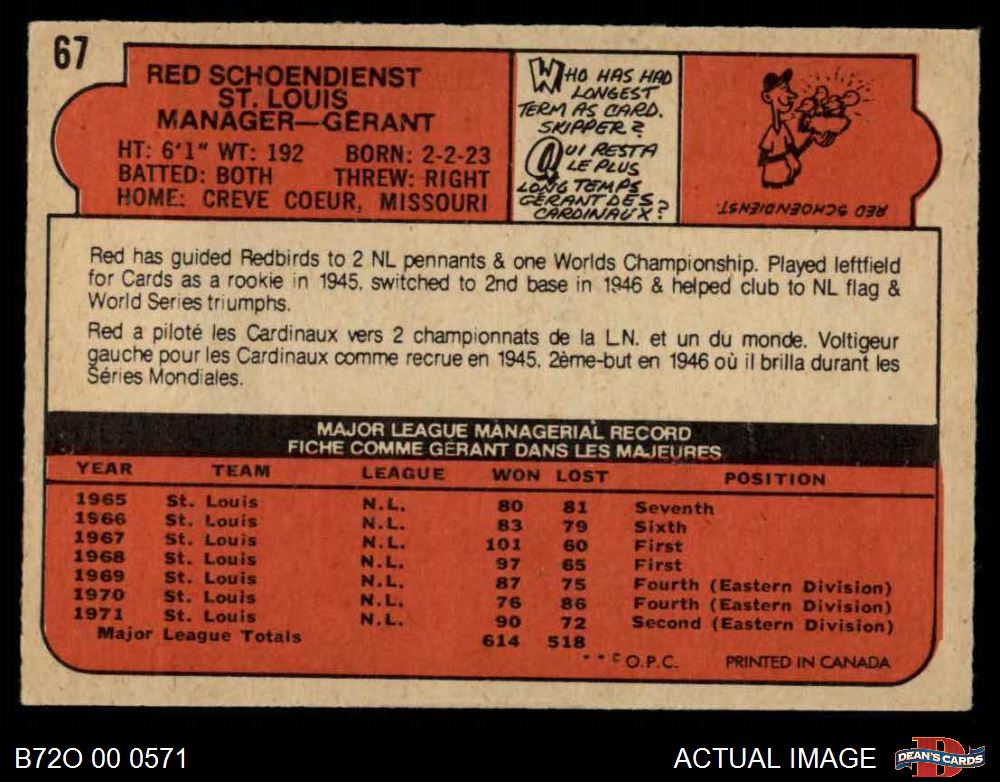 67
RED SCHOENDIENST
ST. LOUIS
MANAGER—GÉRANT
HT: 6'1" WT: 192 BORN: 2-2-23
BATTED: BOTH THREW: RIGHT
HOME: CREVE COEUR, MISSOURI
WHO HAS HAD
LONGEST
TERM AS CARD.
SKIPPER?
QUI RESTA
LE PLUS
LONG TEMPS
GÉRANT DES
CARDINAUX?
RED SCHOENDIENST.
Red has guided Redbirds to 2 NL pennants & one Worlds Championship. Played leftfield
for Cards as a rookie in 1945, switched to 2nd base in 1946 & helped club to NL flag &
World Series triumphs.
Red a piloté les Cardinaux vers 2 championnats de la L.N. et un du monde. Voltigeur
gauche pour les Cardinaux comme recrue en 1945, 2ème-but en 1946 où il brilla durant les
Séries Mondiales.
MAJOR LEAGUE MANAGERIAL RECORD
FICHE COMME GÉRANT DANS LES MAJEURES
YEAR TEAM LEAGUE WON LOST POSITION
1965 St. Louis N.L. 80 81 Seventh
1966 St. Louis N.L. 83 79 Sixth
1967 St. Louis N.L. 101 60 First
1968 St. Louis N.L. 97 65 First
1969 St. Louis N.L. 87 75 Fourth (Eastern Division)
1970 St. Louis N.L. 76 86 Fourth (Eastern Division)
1971 St. Louis N.L. 90 72 Second (Eastern Division)
Major League Totals 614 518
** © O.P.C. PRINTED IN CANADA
B72O 00 0571 ACTUAL IMAGE DEAN'S CARDS